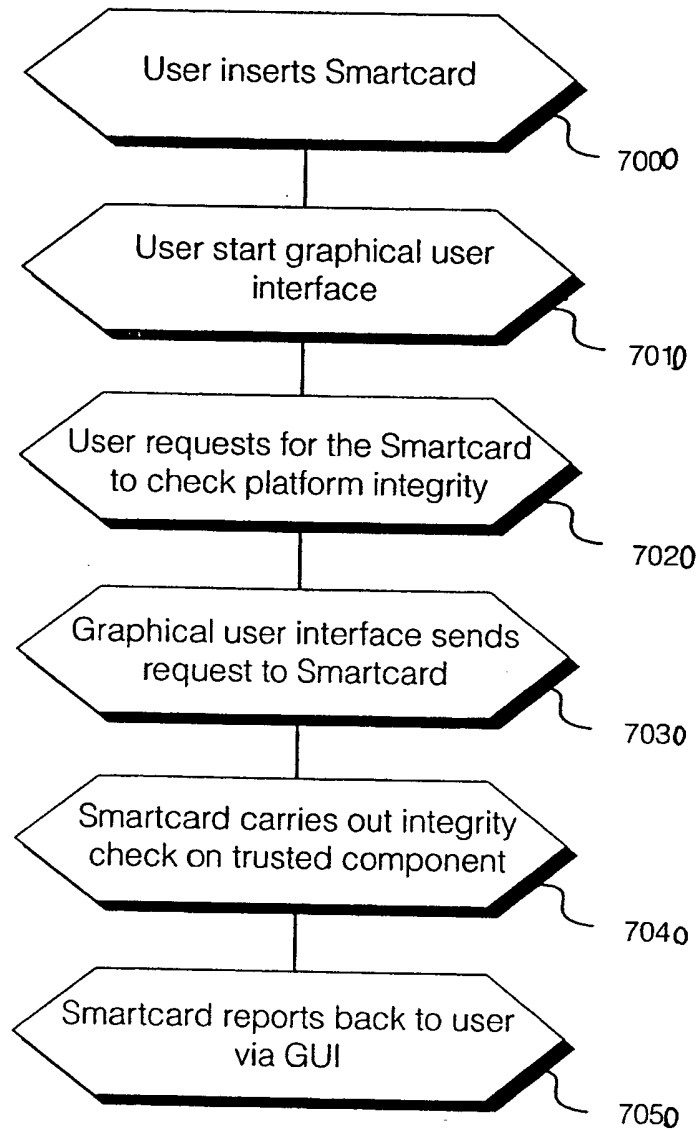 User inserts Smartcard
7000
User start graphical user
interface
7010
User requests for the Smartcard
to check platform integrity
7020
Graphical user interface sends
request to Smartcard
7030
Smartcard carries out integrity
check on trusted component
7040
Smartcard reports back to user
via GUI
7050